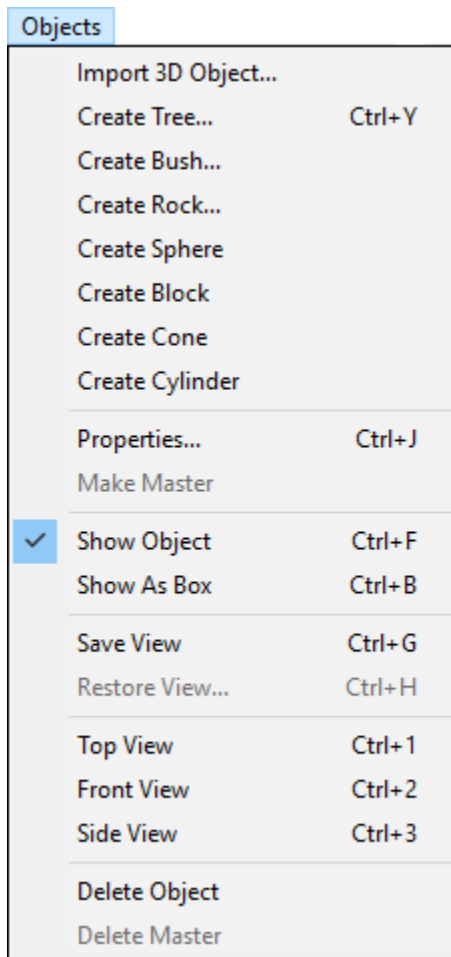 Objects
Import 3D Object...
Create Tree... Ctrl+Y
Create Bush...
Create Rock...
Create Sphere
Create Block
Create Cone
Create Cylinder
Properties... Ctrl+J
Make Master
Show Object Ctrl+F
Show As Box Ctrl+B
Save View Ctrl+G
Restore View... Ctrl+H
Top View Ctrl+1
Front View Ctrl+2
Side View Ctrl+3
Delete Object
Delete Master